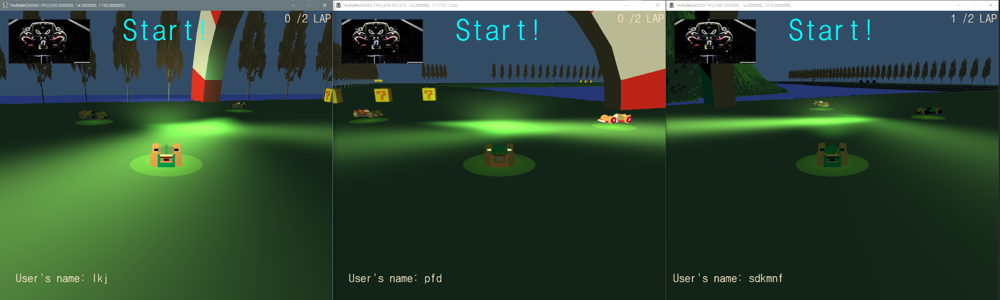 TexRider(50060 FPS)(500.000000, 14.000000, 1150.000000)
Start!
0 /2 LAP
?
User's name: lkj
TexRider(45060 FPS)(429.501373, 14.000000, 1117.511230)
Start!
0 /2 LAP
?
?
User's name: pfd
TexRider(40059 FPS)(387.955902, 14.000000, 1210.850098)
Start!
1 /2 LAP
User's name: sdkmnf